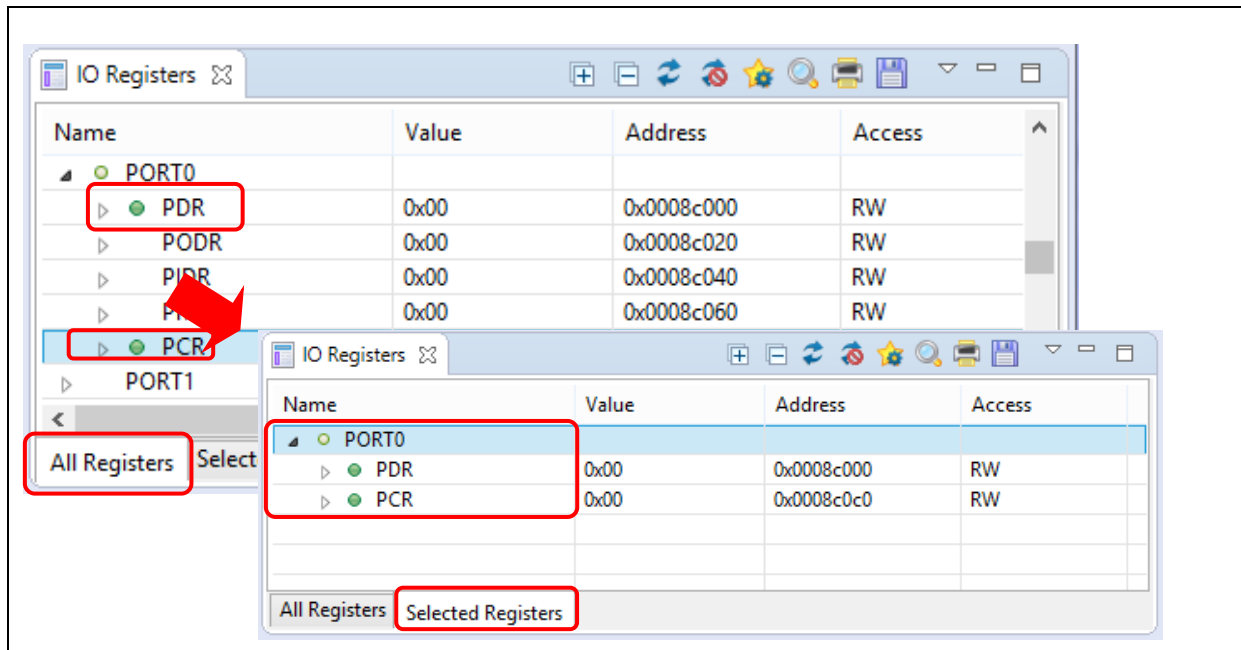 IO Registers
Name Value Address Access
PORT0
PDR 0x00 0x0008c000 RW
PODR 0x00 0x0008c020 RW
PIDR 0x00 0x0008c040 RW
0x00 0x0008c060 RW
PCR
PORT1
All Registers Select
IO Registers
Name Value Address Access
PORT0
PDR 0x00 0x0008c000 RW
PCR 0x00 0x0008c0c0 RW
All Registers Selected Registers